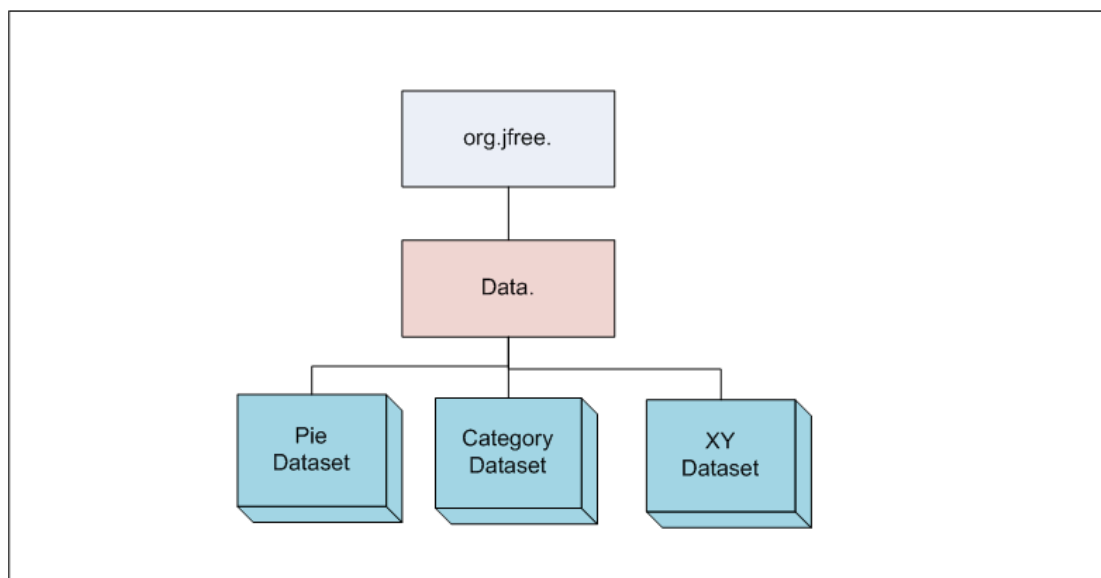 org.jfree.
Data.
Pie
Dataset
Category
Dataset
XY
Dataset